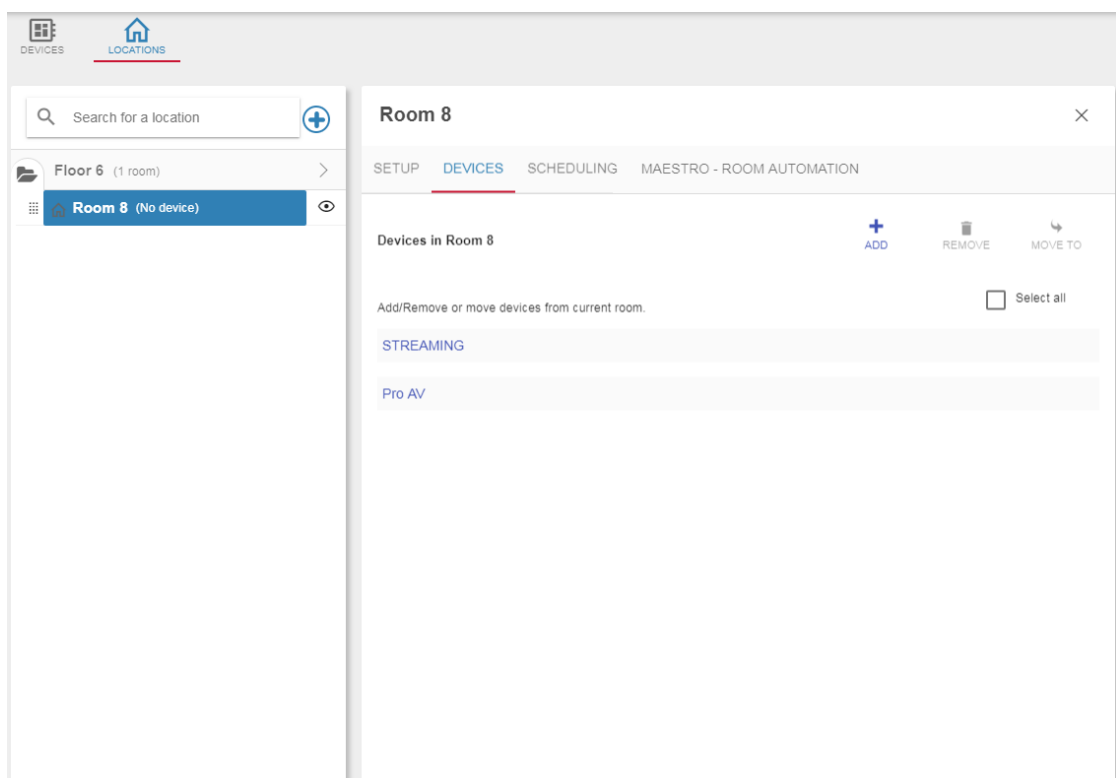 DEVICES
LOCATIONS
Search for a location
Floor 6 (1 room)
Room 8 (No device)
Room 8
SETUP DEVICES SCHEDULING MAESTRO - ROOM AUTOMATION
Devices in Room 8
ADD REMOVE MOVE TO
Add/Remove or move devices from current room.
Select all
STREAMING
Pro AV